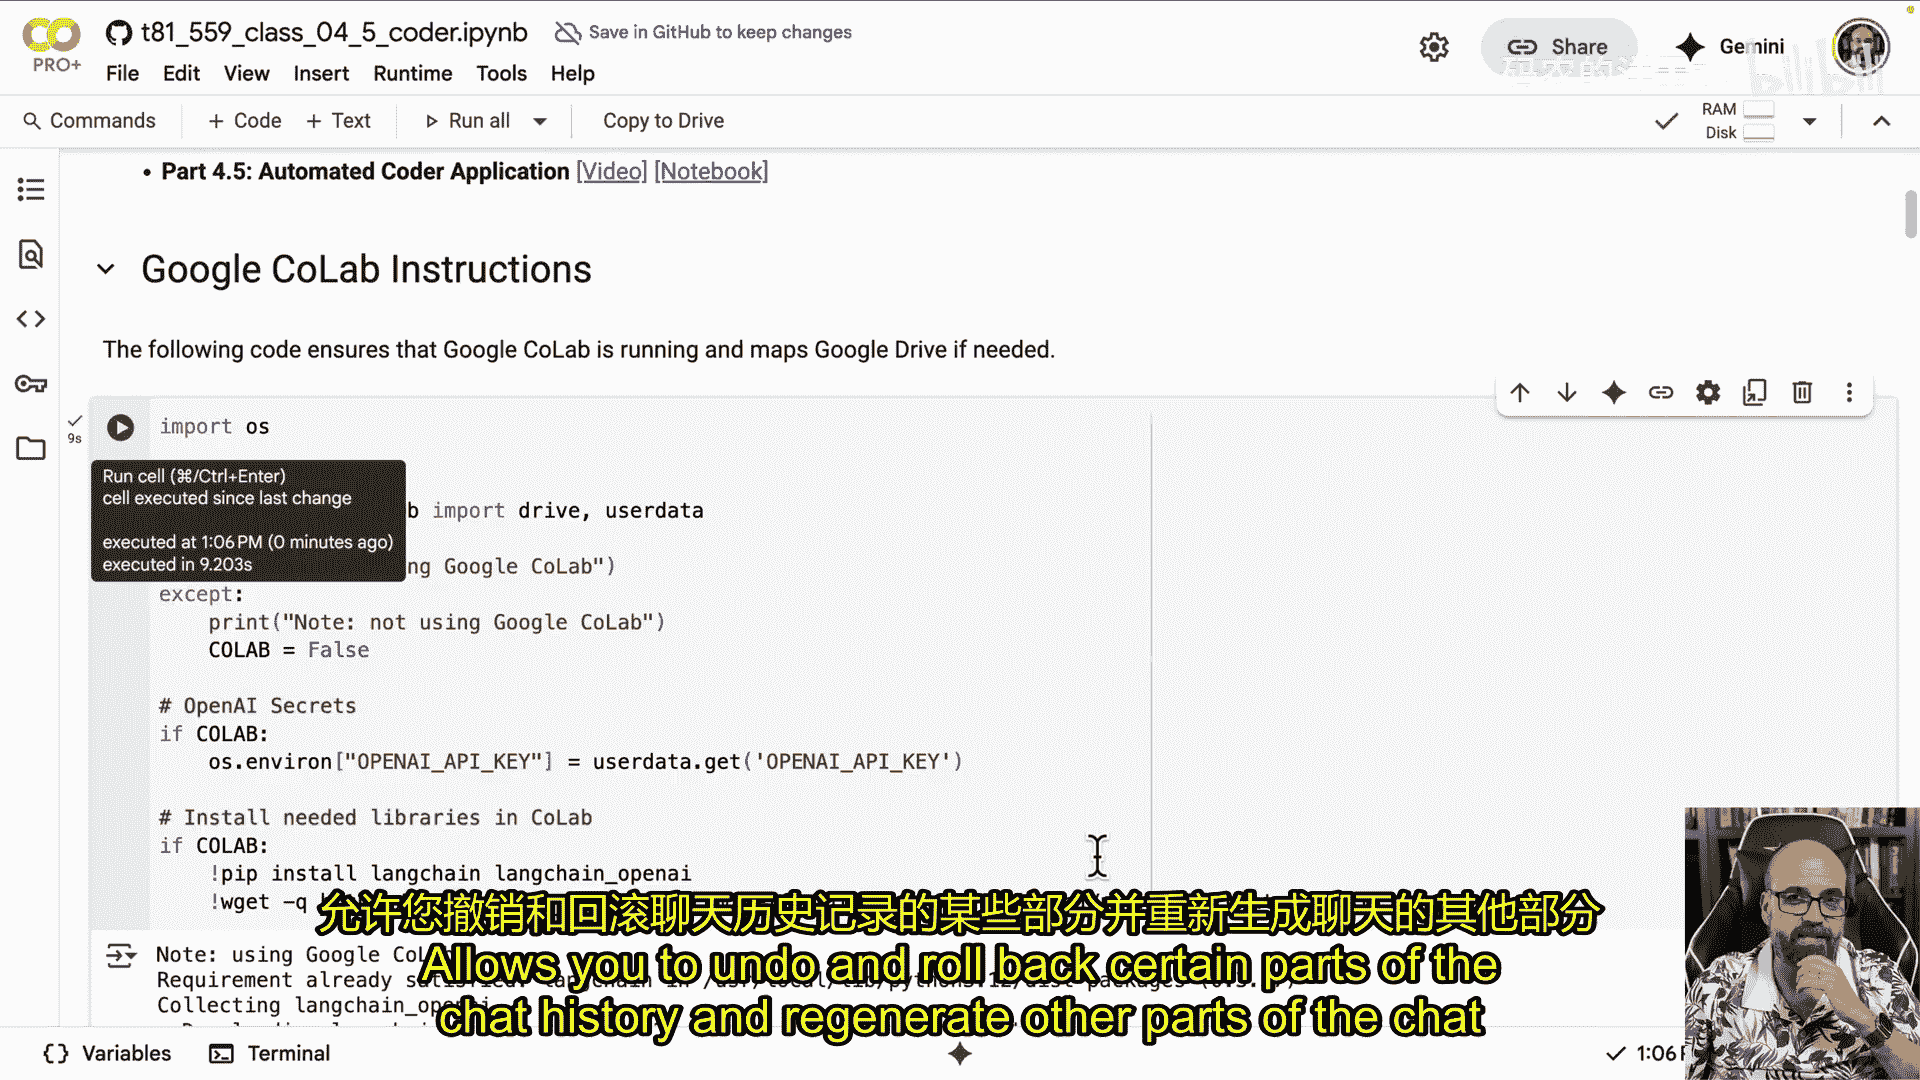 t81_559_class_04_5_coder.ipynb
Save in GitHub to keep changes
PRO+
File Edit View Insert Runtime Tools Help
Share
Gemini
Commands
+ Code + Text
Run all
Copy to Drive
RAM
Disk
• Part 4.5: Automated Coder Application [Video] [Notebook]
Google CoLab Instructions
The following code ensures that Google CoLab is running and maps Google Drive if needed.
9s
import os
Run cell (⌘/Ctrl+Enter)
cell executed since last change
executed at 1:06 PM (0 minutes ago)
executed in 9.203s
b import drive, userdata
ng Google CoLab")
except:
print("Note: not using Google CoLab")
COLAB = False
# OpenAI Secrets
if COLAB:
os.environ["OPENAI_API_KEY"] = userdata.get('OPENAI_API_KEY')
# Install needed libraries in CoLab
if COLAB:
!pip install langchain langchain_openai
!wget -q
允许您撤销和回滚聊天历史记录的某些部分并重新生成聊天的其他部分
Note: using Google
Allows you to undo and roll back certain parts of the
Requirement already
Collecting
chat history and regenerate other parts of the chat
Variables
Terminal
1:06
bilibili